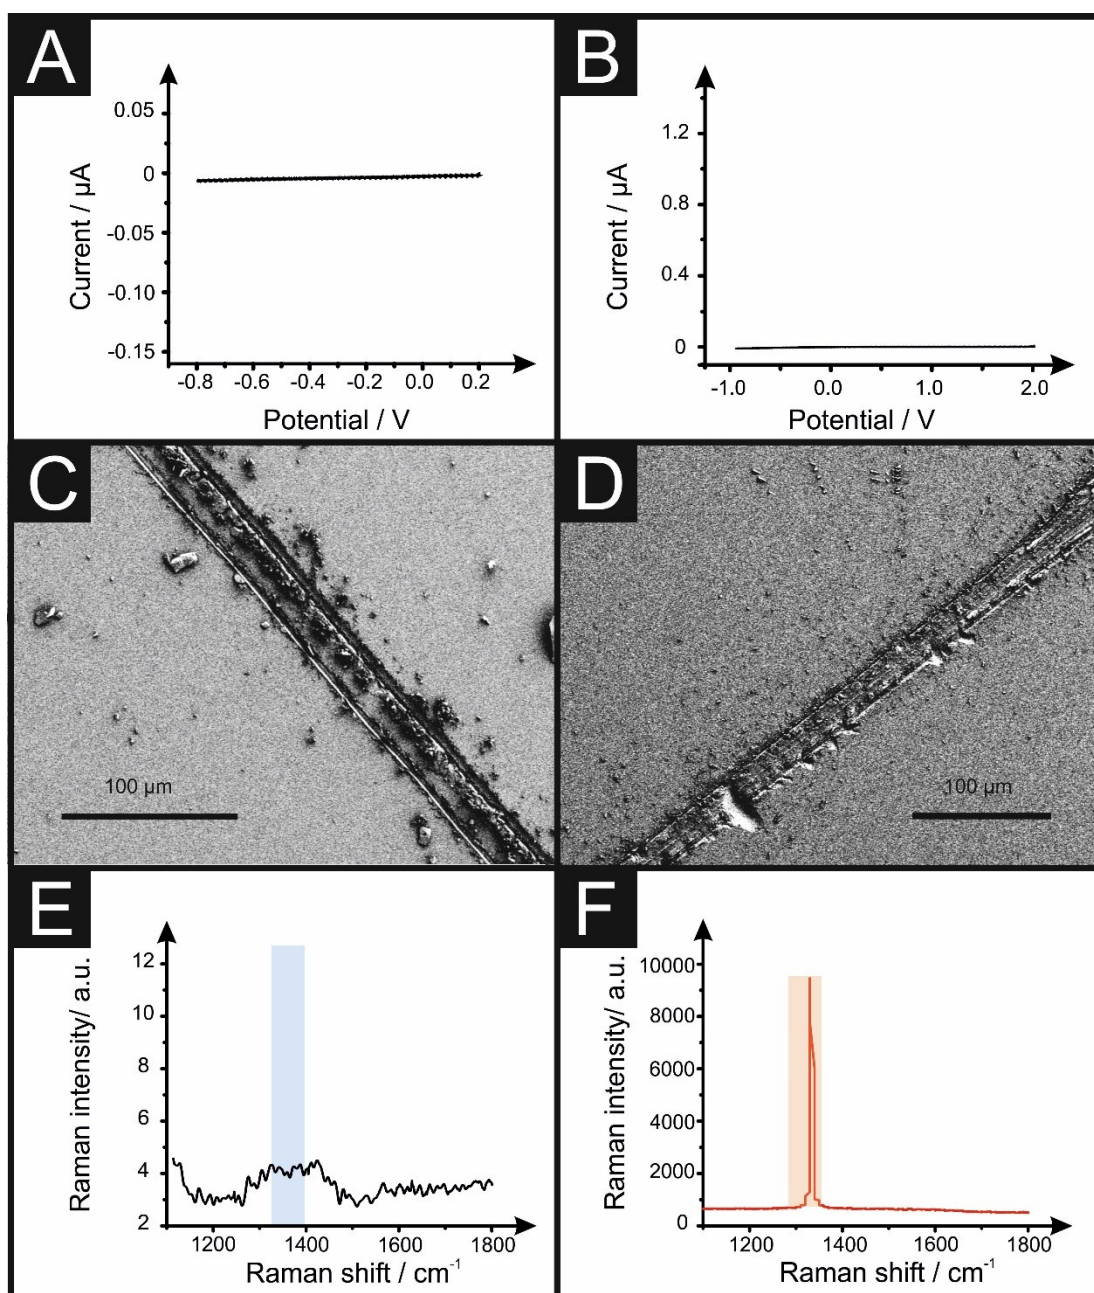 A
Current / µA
0.05
0
-0.05
-0.10
-0.15
-0.8 -0.6 -0.4 -0.2 0.0 0.2
Potential / V
B
Current / µA
1.2
0.8
0.4
0
-1.0 0.0 1.0 2.0
Potential / V
C
100 µm
D
100 µm
E
Raman intensity/ a.u.
12
10
8
6
4
2
1200 1400 1600 1800
Raman shift / cm⁻¹
F
Raman intensity/ a.u.
10000
8000
6000
4000
2000
0
1200 1400 1600 1800
Raman shift / cm⁻¹